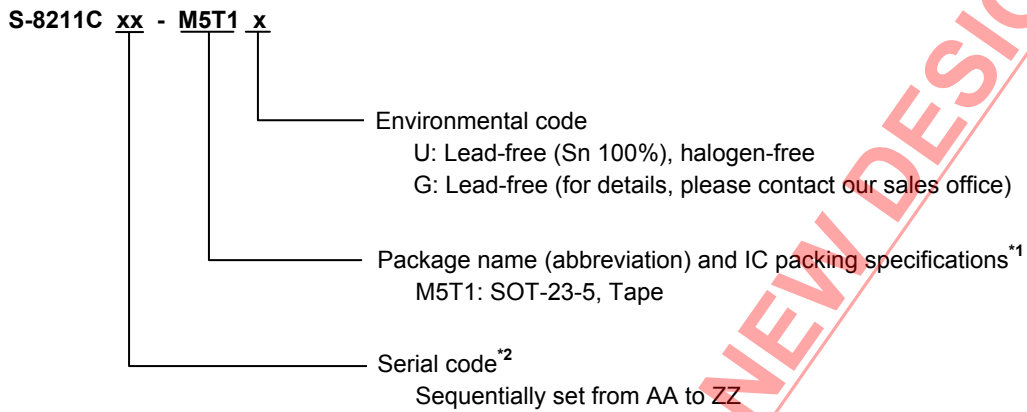 S-8211C xx - M5T1 x
Environmental code
U: Lead-free (Sn 100%), halogen-free
G: Lead-free (for details, please contact our sales office)
Package name (abbreviation) and IC packing specifications*1
M5T1: SOT-23-5, Tape
Serial code*2
Sequentially set from AA to ZZ
NEW DESIG